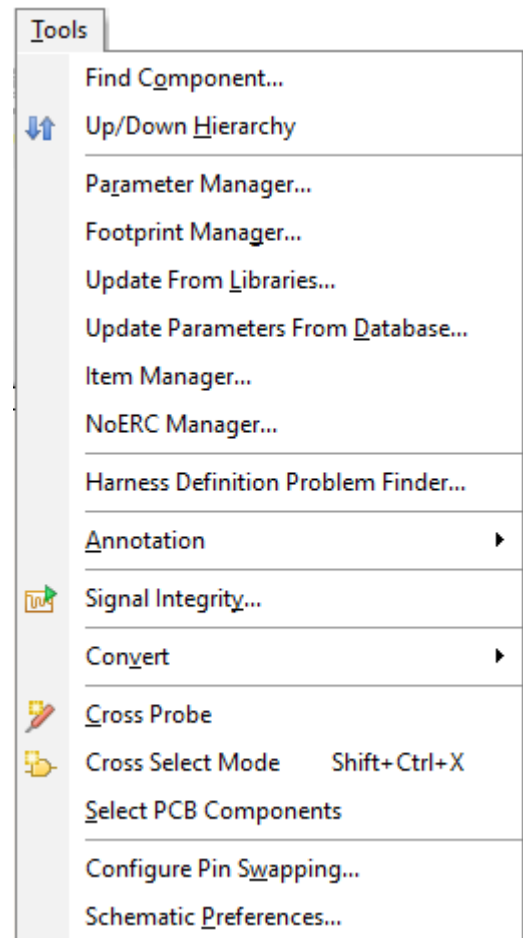 Tools
Find Component...
Up/Down Hierarchy
Parameter Manager...
Footprint Manager...
Update From Libraries...
Update Parameters From Database...
Item Manager...
NoERC Manager...
Harness Definition Problem Finder...
Annotation
Signal Integrity...
Convert
Cross Probe
Cross Select Mode Shift+Ctrl+X
Select PCB Components
Configure Pin Swapping...
Schematic Preferences...